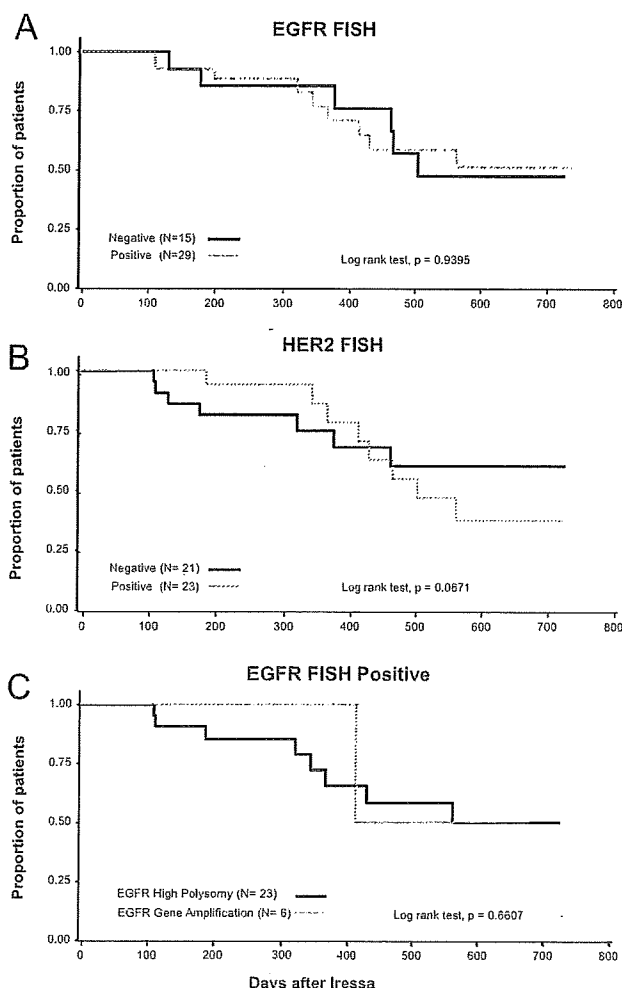 A
EGFR FISH
Proportion of patients
1.00
0.75
0.50
0.25
0.00
Negative (N=15)
Positive (N=29)
Log rank test, p = 0.9395
0 100 200 300 400 500 600 700 800
B
HER2 FISH
Proportion of patients
1.00
0.75
0.50
0.25
0.00
Negative (N= 21)
Positive (N= 23)
Log rank test, p = 0.0671
0 100 200 300 400 500 600 700 800
C
EGFR FISH Positive
Proportion of patients
1.00
0.75
0.50
0.25
0.00
EGFR High Polysomy (N= 23)
EGFR Gene Amplification (N= 6)
Log rank test, p = 0.6607
0 100 200 300 400 500 600 700 800
Days after Iressa